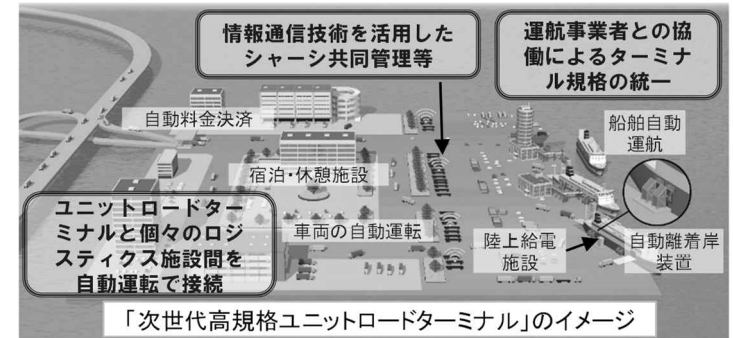 情報通信技術を活用した
シャーシ共同管理等
運航事業者との協
働によるターミナ
ル規格の統一
自動料金決済
船舶自動
運航
宿泊・休憩施設
ユニットロードター
ミナルと個々のロジ
スティクス施設間を
自動運転で接続
車両の自動運転
陸上給電
施設
自動離着岸
装置
「次世代高規格ユニットロードターミナル」のイメージ